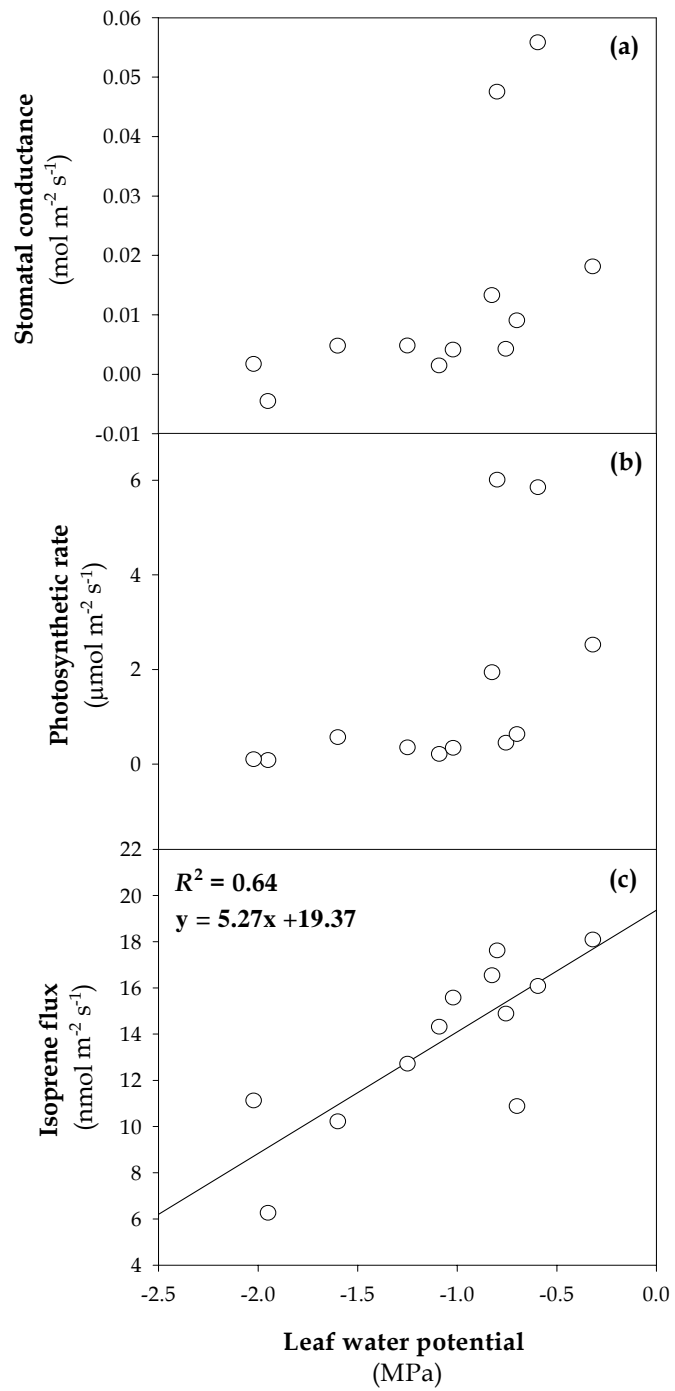 (a)
Stomatal conductance
(mol m⁻² s⁻¹)
0.06
0.05
0.04
0.03
0.02
0.01
0.00
-0.01
(b)
Photosynthetic rate
(µmol m⁻² s⁻¹)
6
4
2
0
(c)
R² = 0.64
y = 5.27x +19.37
Isoprene flux
(nmol m⁻² s⁻¹)
22
20
18
16
14
12
10
8
6
4
-2.5 -2.0 -1.5 -1.0 -0.5 0.0
Leaf water potential
(MPa)